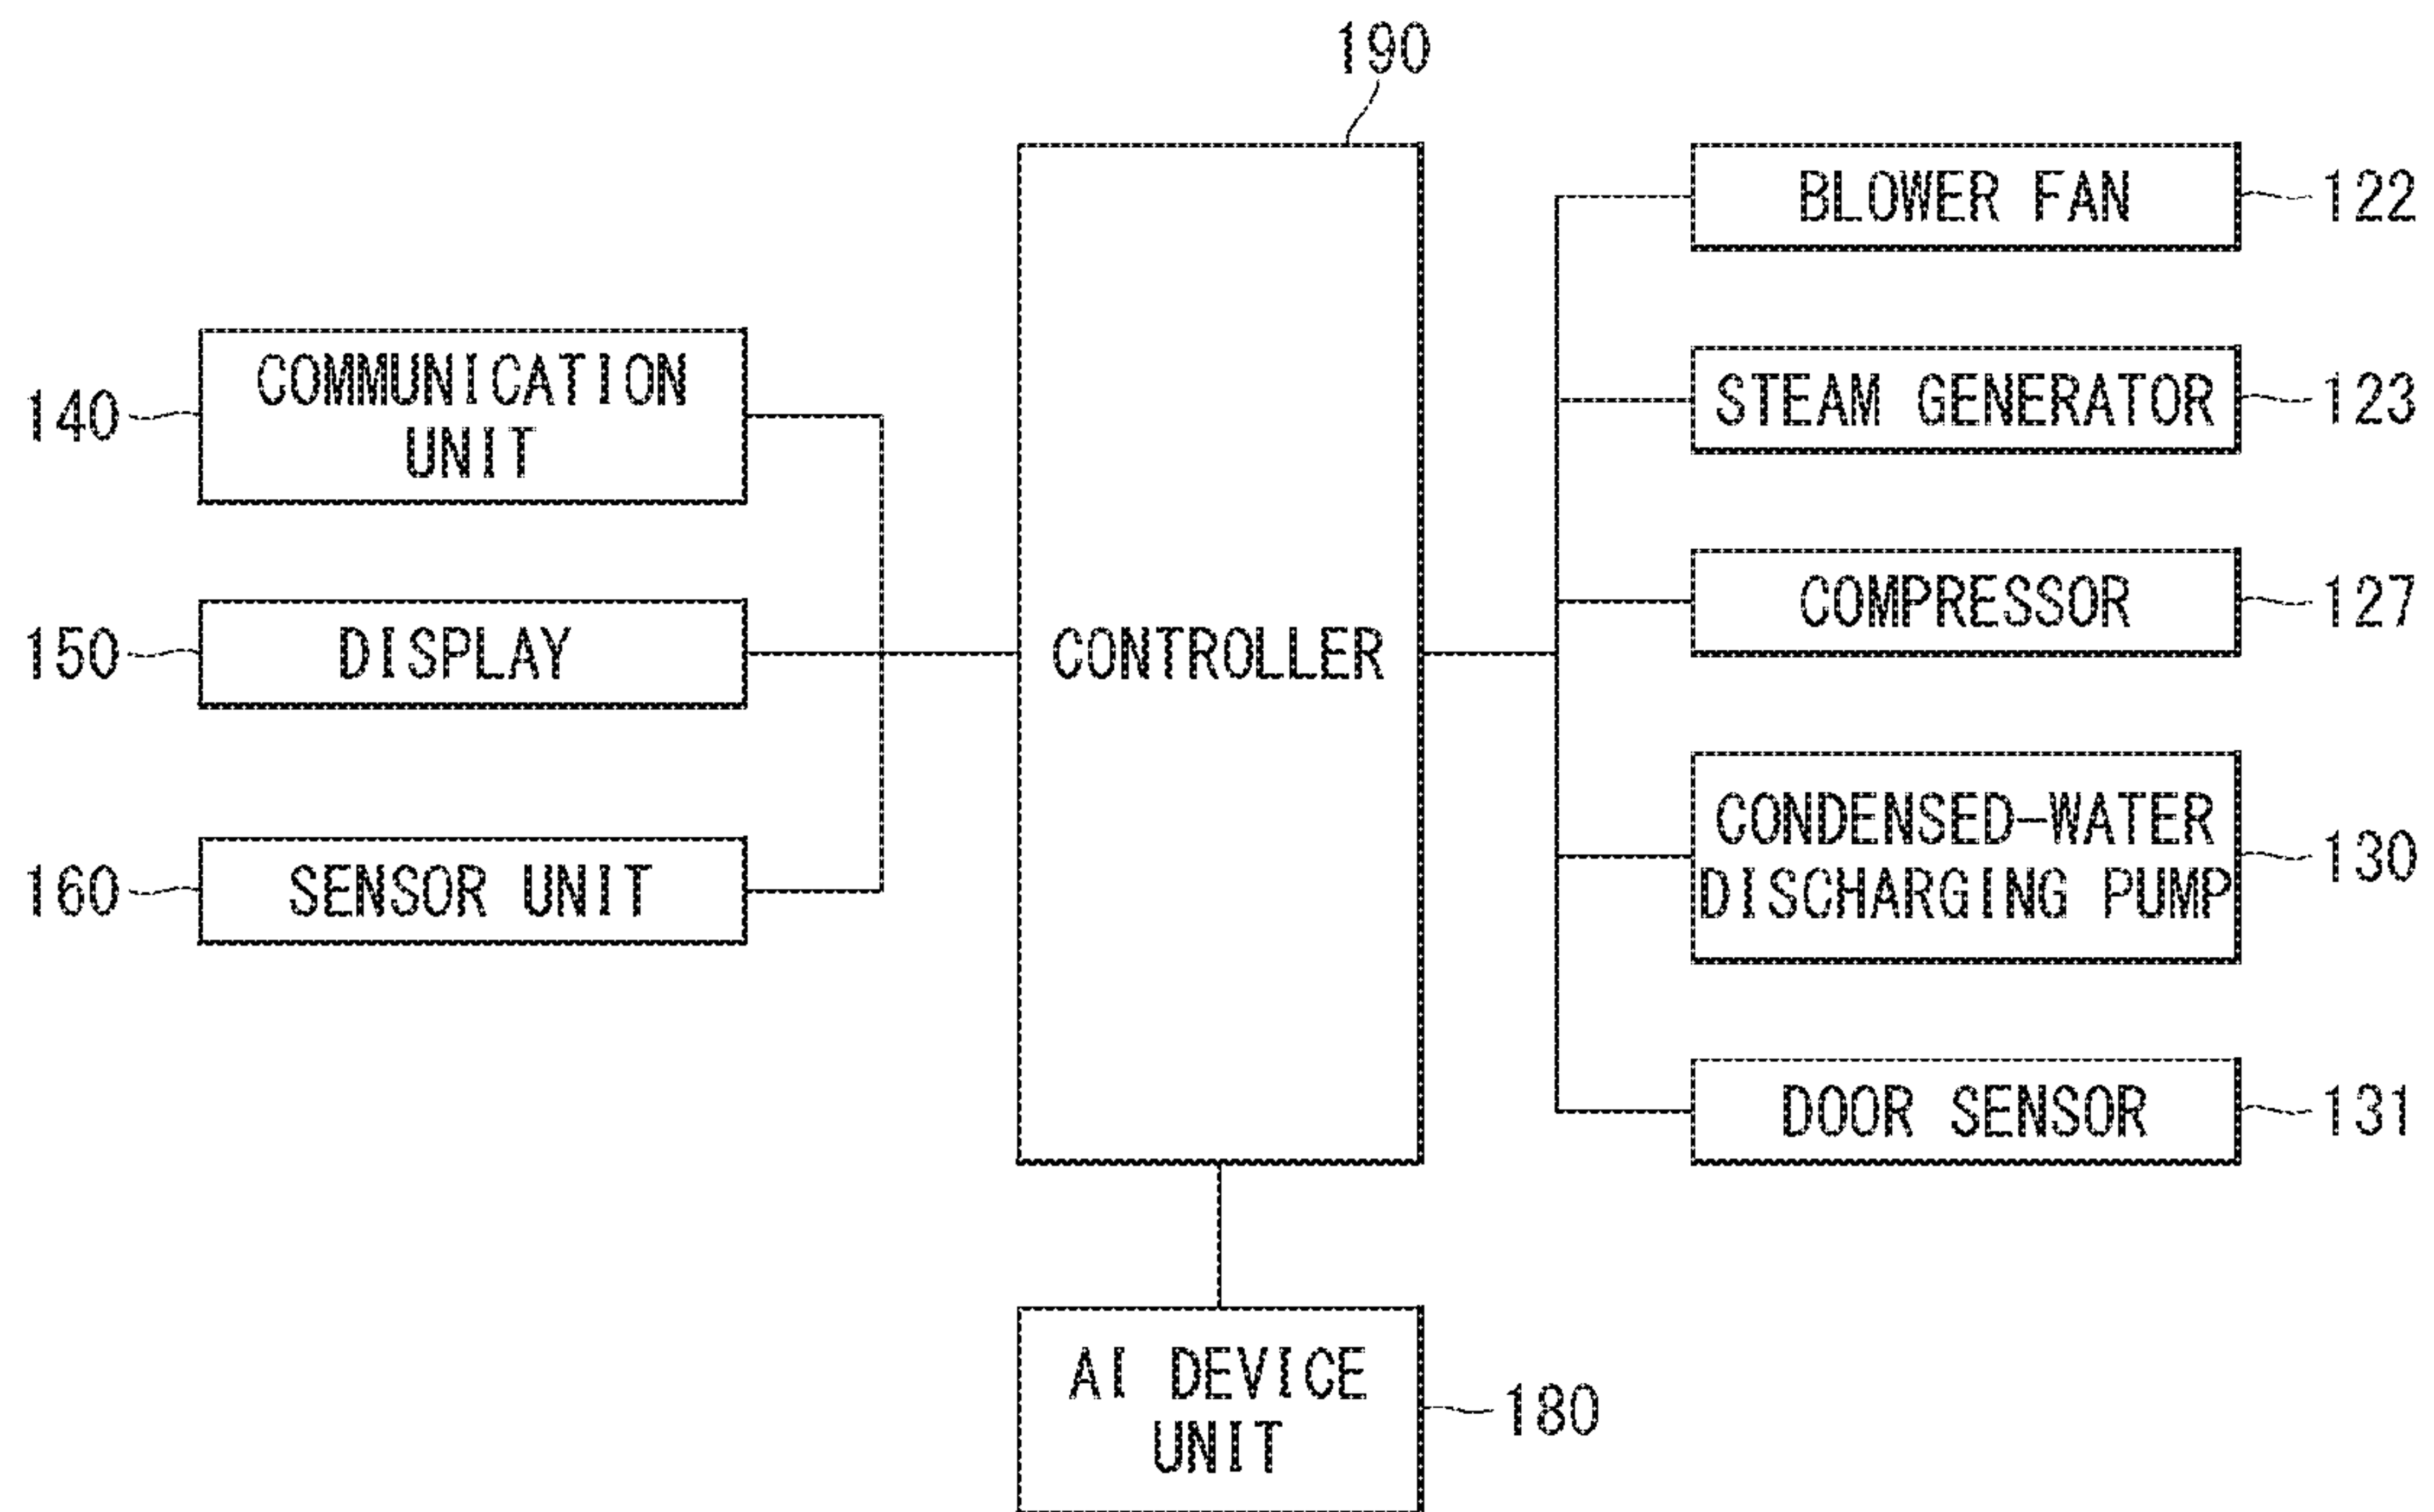 190
140
COMMUNICATION
UNIT
150
DISPLAY
160
SENSOR UNIT
CONTROLLER
BLOWER FAN
122
STEAM GENERATOR
123
COMPRESSOR
127
CONDENSED-WATER
DISCHARGING PUMP
130
DOOR SENSOR
131
AI DEVICE
UNIT
180